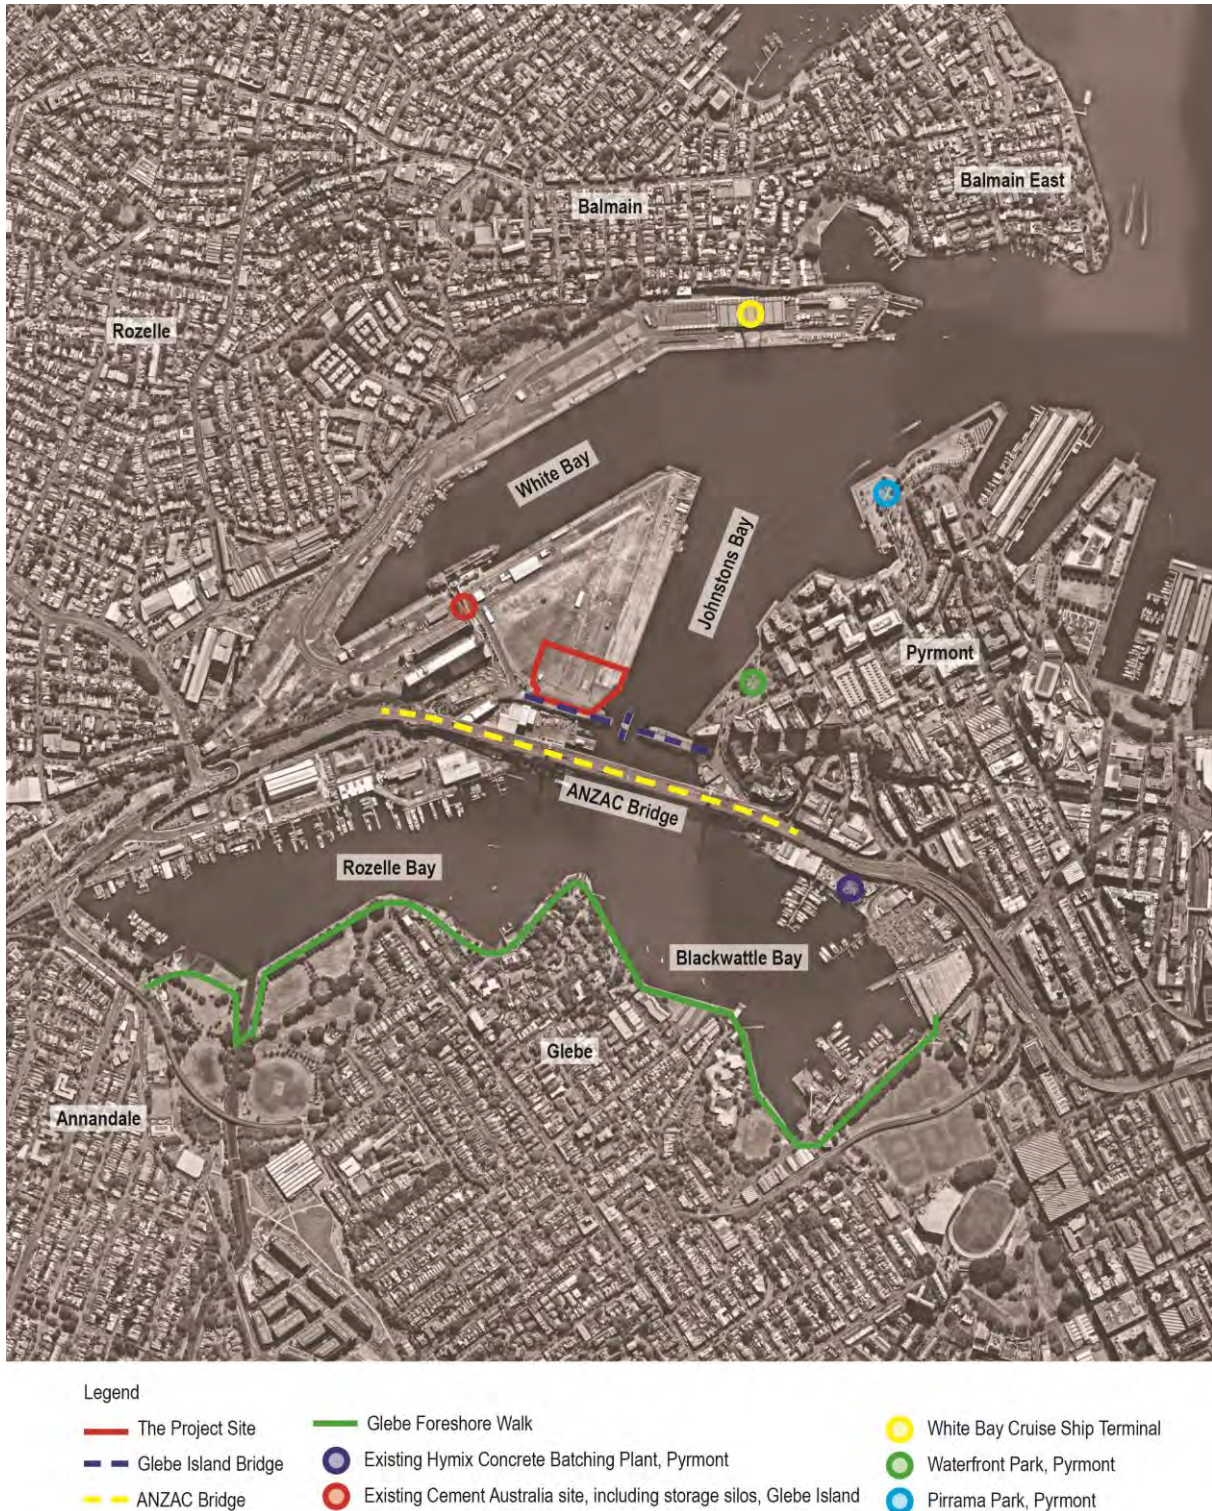 Balmain East
Balmain
Rozelle
White Bay
Johnstons Bay
Pyrmont
ANZAC Bridge
Rozelle Bay
Blackwattle Bay
Glebe
Annandale
Legend
The Project Site
Glebe Island Bridge
ANZAC Bridge
Glebe Foreshore Walk
Existing Hymix Concrete Batching Plant, Pyrmont
Existing Cement Australia site, including storage silos, Glebe Island
White Bay Cruise Ship Terminal
Waterfront Park, Pyrmont
Pirrama Park, Pyrmont